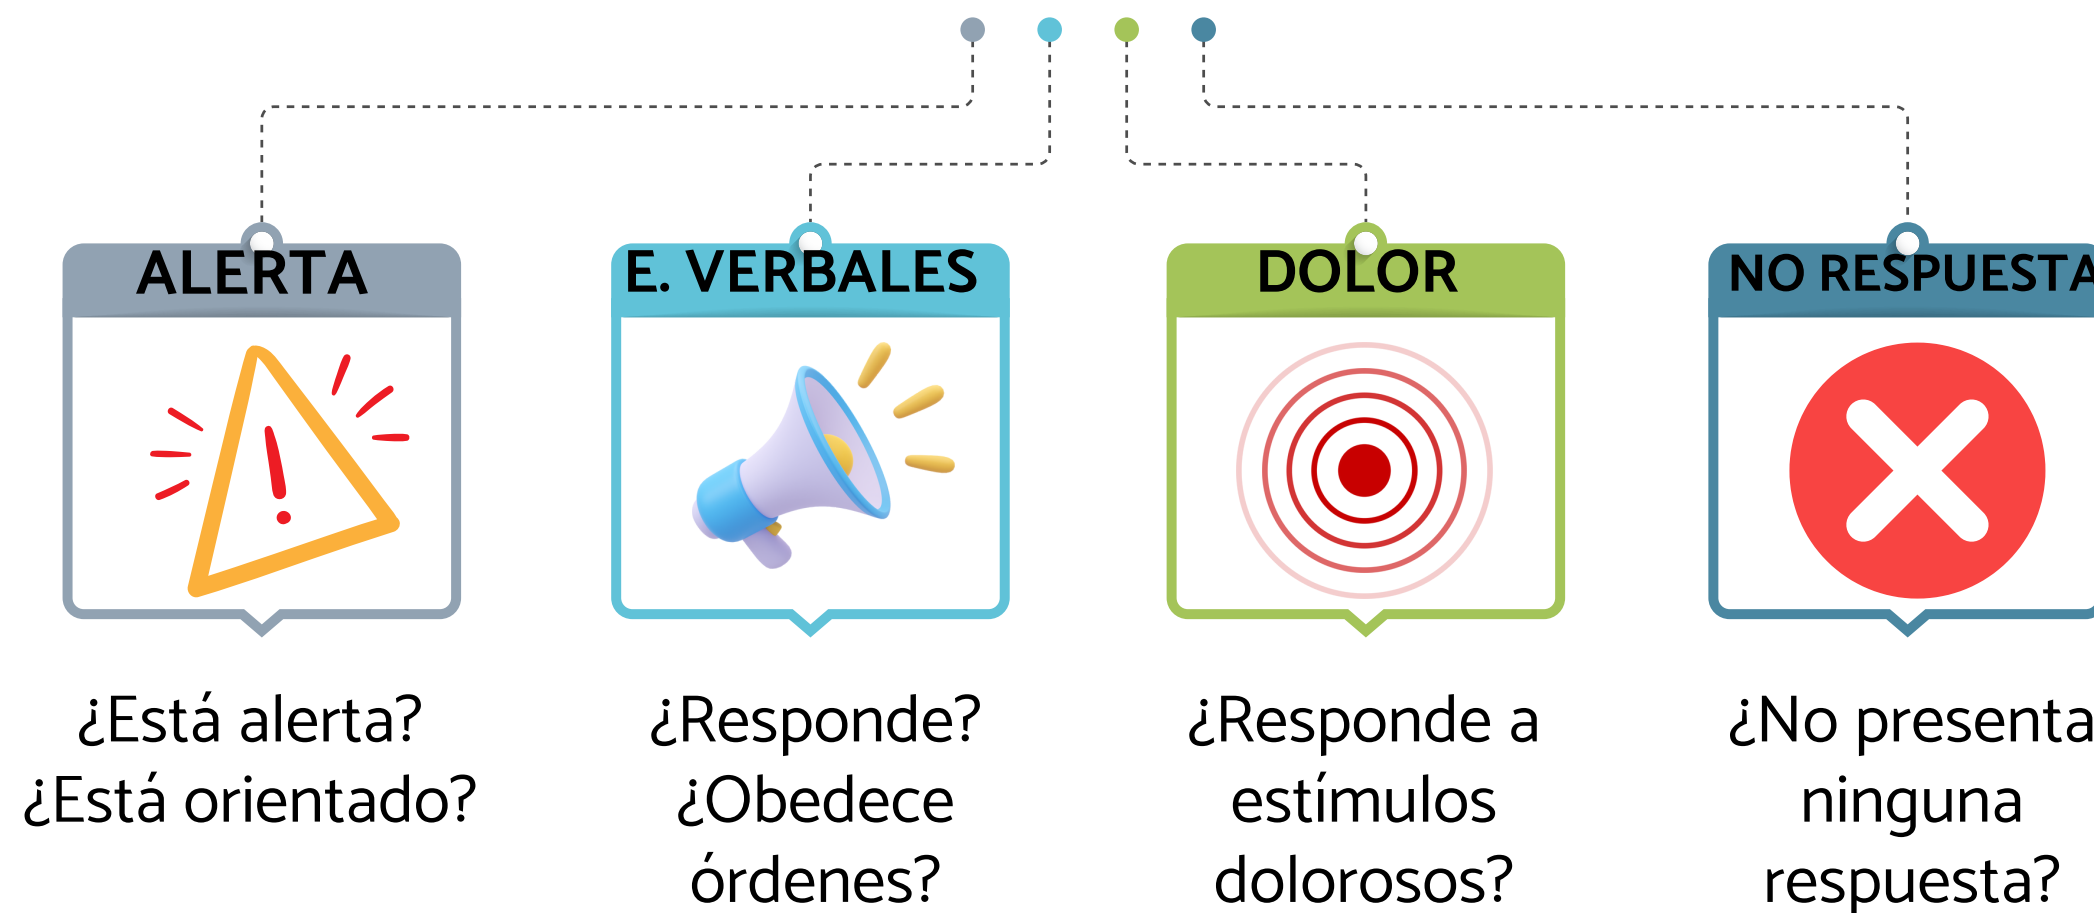 ALERTA
E. VERBALES
DOLOR
NO RESPUESTA
¿Está alerta?
¿Está orientado?
¿Responde?
¿Obedece
órdenes?
¿Responde a
estímulos
dolorosos?
¿No presenta
ninguna
respuesta?